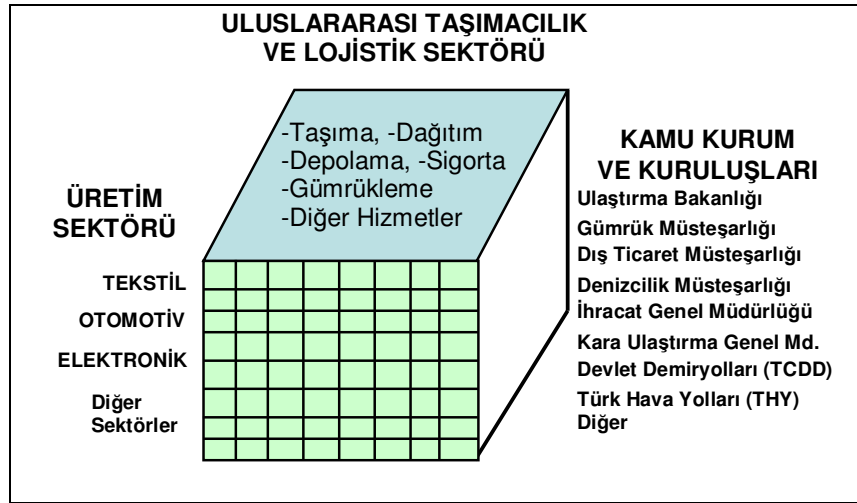 ULUSLARARASI TAŞIMACILIK
VE LOJİSTİK SEKTÖRÜ
-Taşıma, -Dağıtım
-Depolama, -Sigorta
-Gümrükleme
-Diğer Hizmetler
ÜRETİM
SEKTÖRÜ
TEKSTİL
OTOMOTİV
ELEKTRONİK
Diğer
Sektörler
KAMU KURUM
VE KURULUŞLARI
Ulaştırma Bakanlığı
Gümrük Müsteşarlığı
Dış Ticaret Müsteşarlığı
Denizcilik Müsteşarlığı
İhracat Genel Müdürlüğü
Kara Ulaştırma Genel Md.
Devlet Demiryolları (TCDD)
Türk Hava Yolları (THY)
Diğer